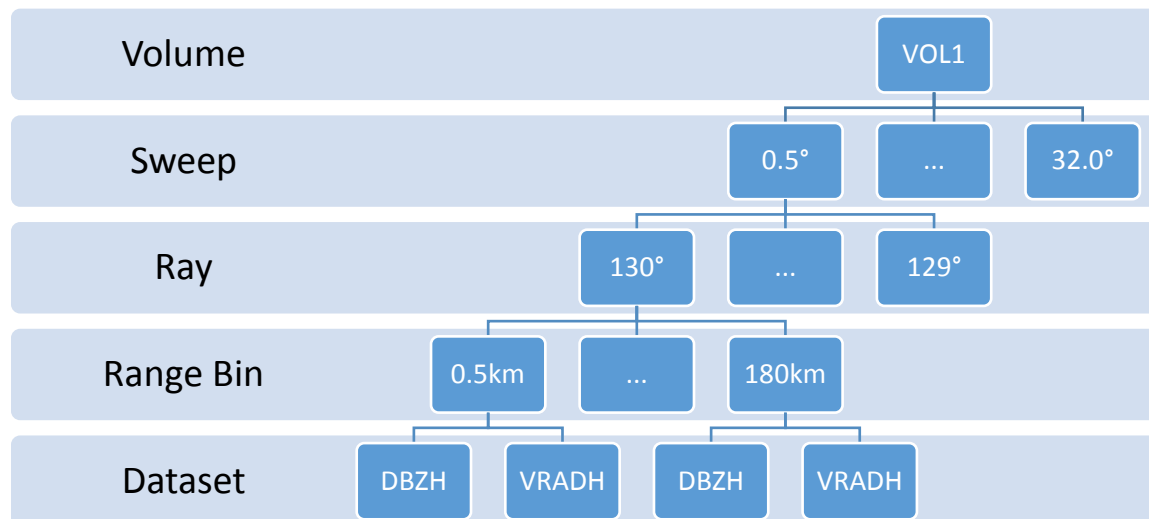 Volume
VOL1
Sweep
0.5° ... 32.0°
Ray
130° ... 129°
Range Bin
0.5km ... 180km
Dataset
DBZH VRADH DBZH VRADH